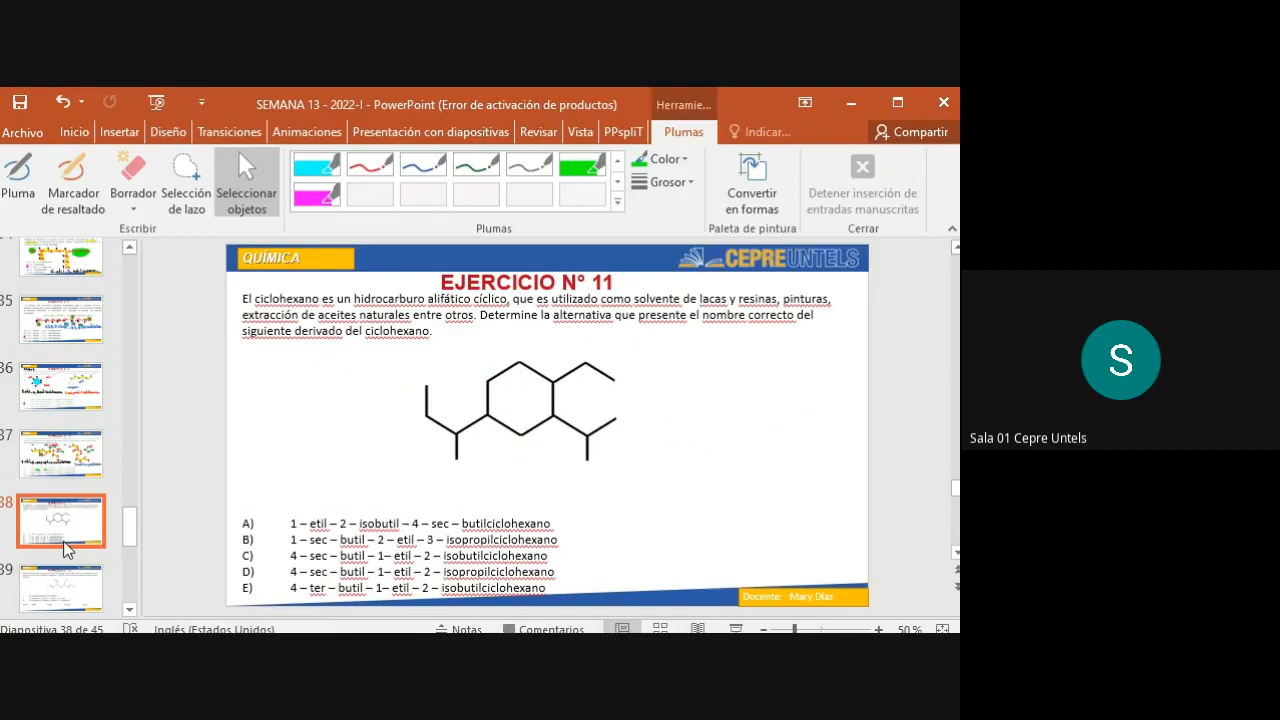 SEMANA 13 - 2022-I - PowerPoint (Error de activación de productos)
Herramie...
Archivo
Inicio
Insertar
Diseño
Transiciones
Animaciones
Presentación con diapositivas
Revisar
Vista
PPspliT
Plumas
Indicar...
Compartir
Pluma
Marcador de resaltado
Borrador
Selección de lazo
Seleccionar objetos
Color
Grosor
Convertir en formas
Detener inserción de entradas manuscritas
Escribir
Plumas
Paleta de pintura
Cerrar
35
36
37
38
39
QUÍMICA
CEPREUNTELS
EJERCICIO N° 11
El ciclohexano es un hidrocarburo alifático cíclico, que es utilizado como solvente de lacas y resinas, pinturas,
extracción de aceites naturales entre otros. Determine la alternativa que presente el nombre correcto del
siguiente derivado del ciclohexano.
A) 1 – etil – 2 – isobutil – 4 – sec – butilciclohexano
B) 1 – sec – butil – 2 – etil – 3 – isopropilciclohexano
C) 4 – sec – butil – 1– etil – 2 – isobutilciclohexano
D) 4 – sec – butil – 1– etil – 2 – isopropilciclohexano
E) 4 – ter – butil – 1– etil – 2 – isobutilciclohexano
Docente: Mary Díaz
Diapositiva 38 de 45
Inglés (Estados Unidos)
Notas
Comentarios
50 %
S
Sala 01 Cepre Untels